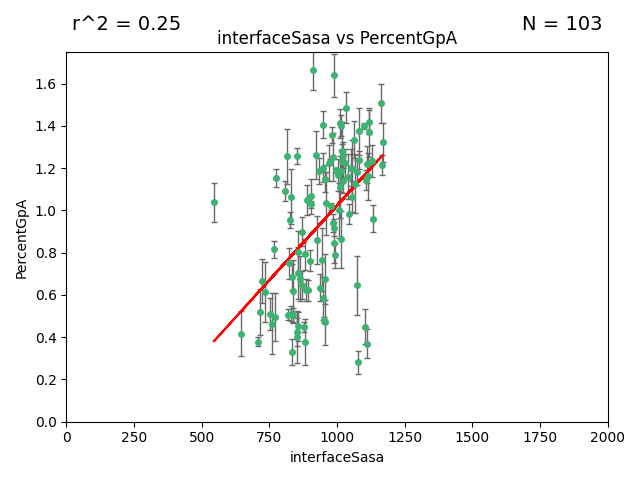 r^2 = 0.25
N = 103
interfaceSasa vs PercentGpA
PercentGpA
1.6
1.4
1.2
1.0
0.8
0.6
0.4
0.2
0.0
0 250 500 750 1000 1250 1500 1750 2000
interfaceSasa